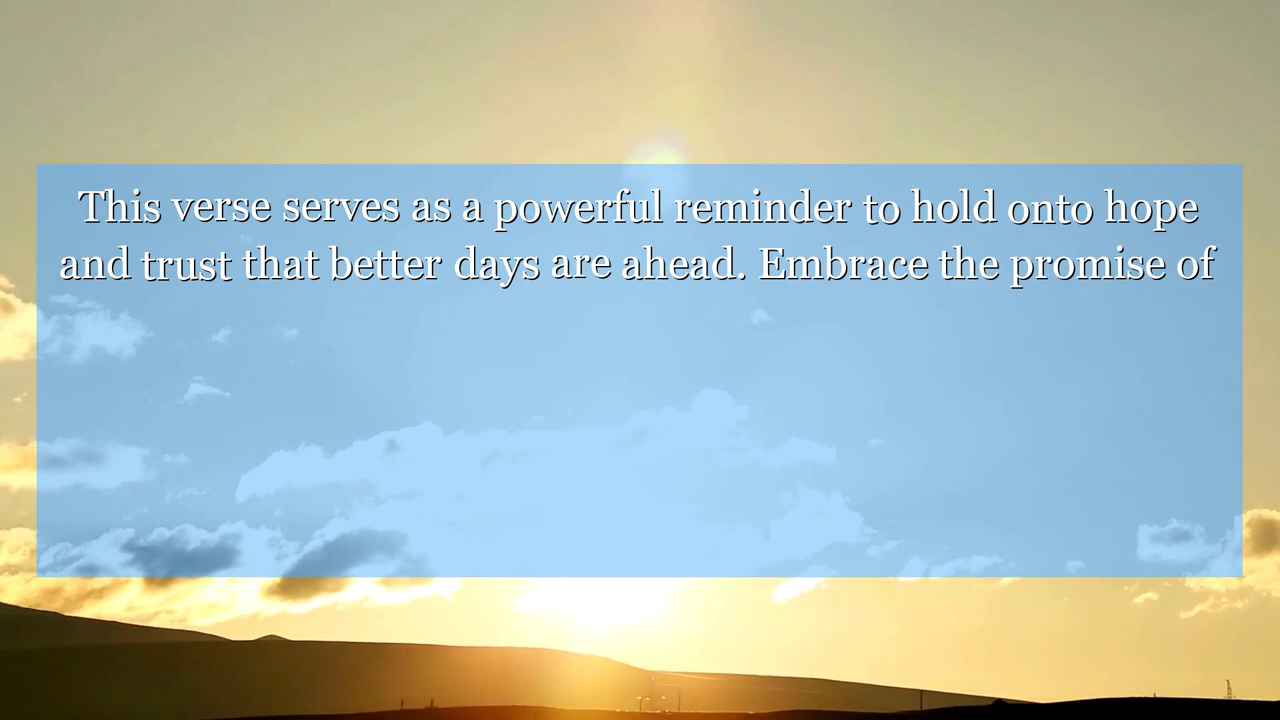 This verse serves as a powerful reminder to hold onto hope
and trust that better days are ahead. Embrace the promise of